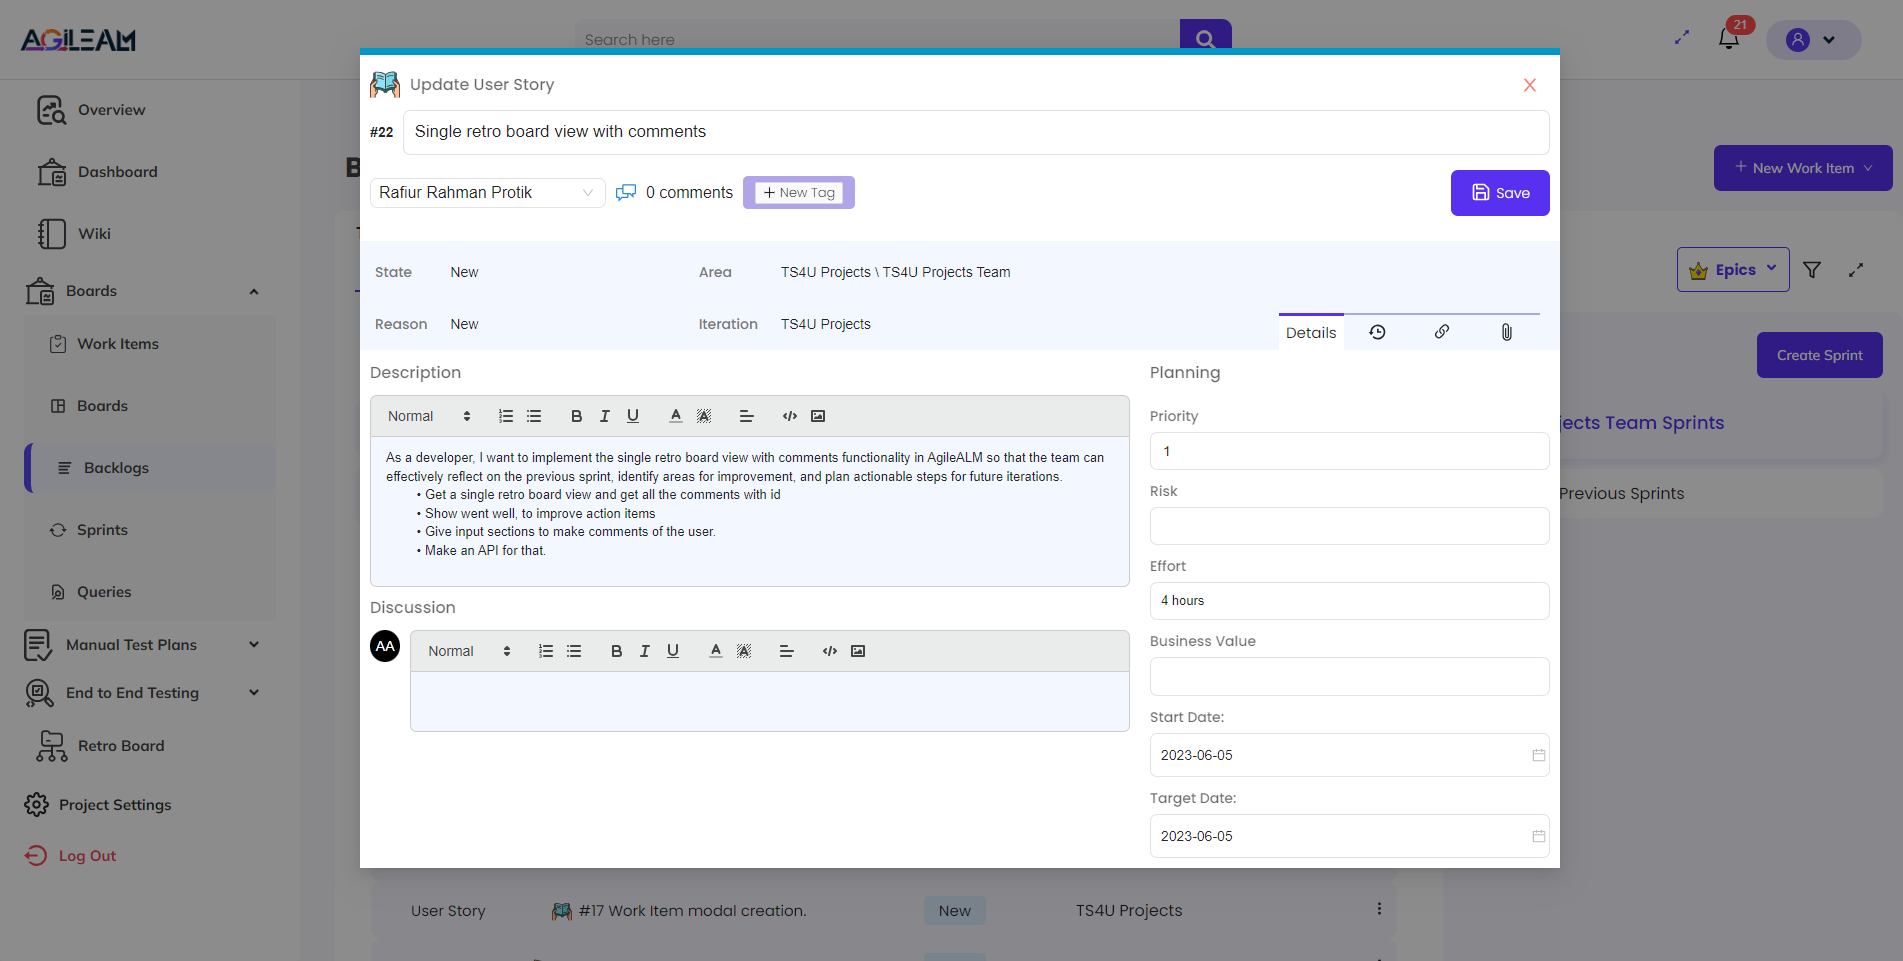 AGiLEAM
Search here
21
Overview
Dashboard
Wiki
Boards
Work Items
Boards
Backlogs
Sprints
Queries
Manual Test Plans
End to End Testing
Retro Board
Project Settings
Log Out
Update User Story
#22 Single retro board view with comments
Rafiur Rahman Protik 0 comments + New Tag
Save
State New Area TS4U Projects \ TS4U Projects Team
Reason New Iteration TS4U Projects
Details
Description
Normal
As a developer, I want to implement the single retro board view with comments functionality in AgileALM so that the team can
effectively reflect on the previous sprint, identify areas for improvement, and plan actionable steps for future iterations.
• Get a single retro board view and get all the comments with id
• Show went well, to improve action items
• Give input sections to make comments of the user.
• Make an API for that.
Discussion
AA
Normal
Planning
Priority
1
Risk
Effort
4 hours
Business Value
Start Date:
2023-06-05
Target Date:
2023-06-05
+ New Work Item
Epics
Create Sprint
ects Team Sprints
Previous Sprints
User Story #17 Work Item modal creation. New TS4U Projects